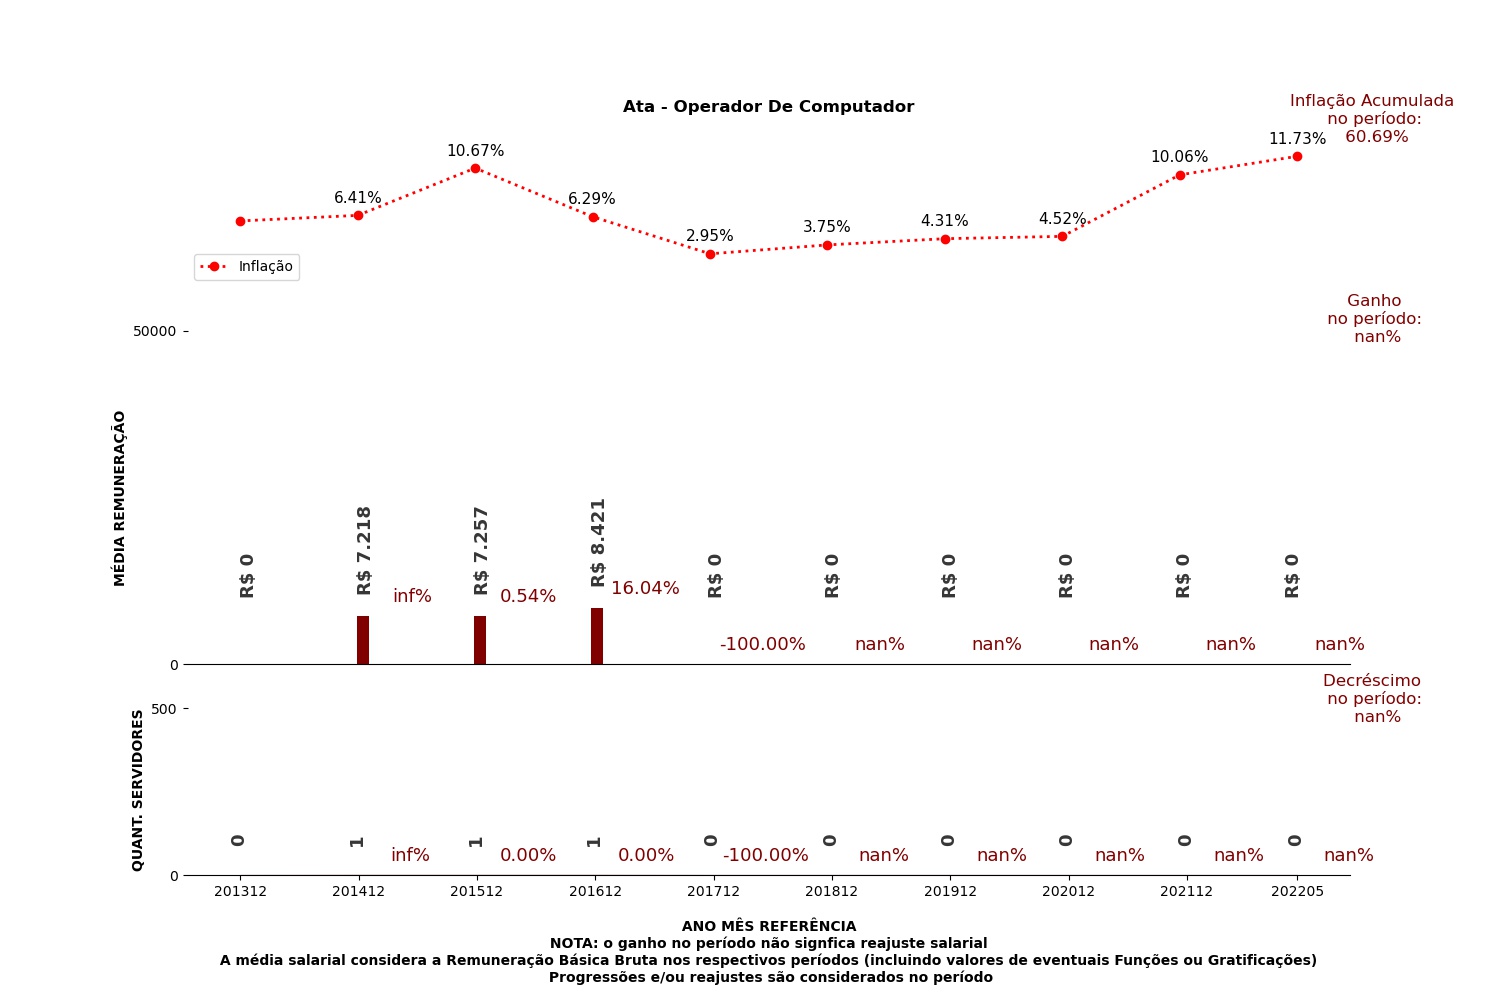 Ata - Operador De Computador
Inflação Acumulada
no período:
60.69%
6.41%
10.67%
6.29%
2.95%
3.75%
4.31%
4.52%
10.06%
11.73%
Inflação
Ganho
no período:
nan%
50000
0
MÉDIA REMUNERAÇÃO
R$ 0
R$ 7.218
R$ 7.257
R$ 8.421
R$ 0
R$ 0
R$ 0
R$ 0
R$ 0
R$ 0
inf%
0.54%
16.04%
-100.00%
nan%
nan%
nan%
nan%
nan%
Decréscimo
no período:
nan%
500
0
QUANT. SERVIDORES
0
1
1
1
0
0
0
0
0
0
inf%
0.00%
0.00%
-100.00%
nan%
nan%
nan%
nan%
nan%
201312
201412
201512
201612
201712
201812
201912
202012
202112
202205
ANO MÊS REFERÊNCIA
NOTA: o ganho no período não signfica reajuste salarial
A média salarial considera a Remuneração Básica Bruta nos respectivos períodos (incluindo valores de eventuais Funções ou Gratificações)
Progressões e/ou reajustes são considerados no período